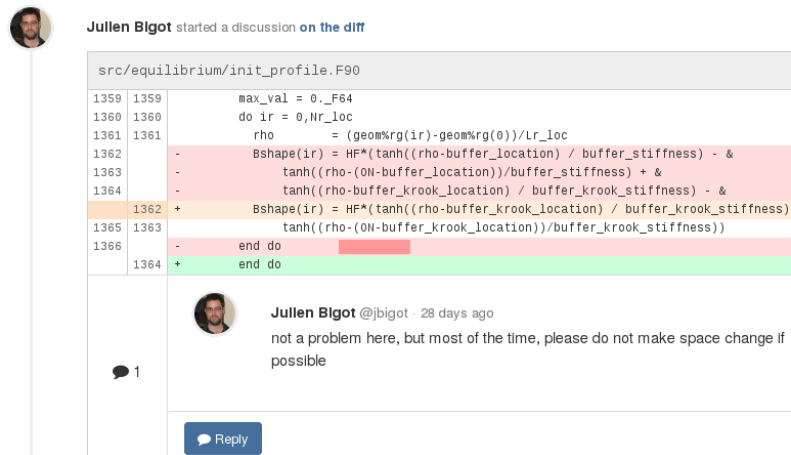 Julien Bigot started a discussion on the diff
src/equilibrium/init_profile.F90
1359 1359 max_val = 0._F64
1360 1360 do ir = 0,Nr_loc
1361 1361 rho = (geom%rg(ir)-geom%rg(0))/Lr_loc
1362 - Bshape(ir) = HF*(tanh((rho-buffer_location) / buffer_stiffness) - &
1363 - tanh((rho-(ON-buffer_location))/buffer_stiffness) + &
1364 - tanh((rho-buffer_krook_location) / buffer_krook_stiffness) - &
1362 + Bshape(ir) = HF*(tanh((rho-buffer_krook_location) / buffer_krook_stiffness)
1365 1363 tanh((rho-(ON-buffer_krook_location))/buffer_krook_stiffness))
1366 - end do
1364 + end do
Julien Bigot @jbigot · 28 days ago
not a problem here, but most of the time, please do not make space change if
possible
1
Reply